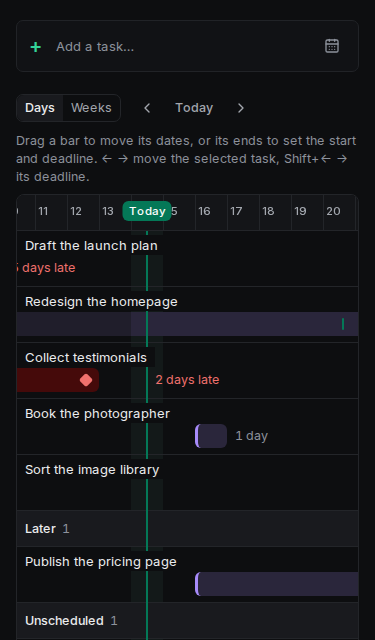 + Add a task...
Days Weeks Today
Drag a bar to move its dates, or its ends to set the start
and deadline. ← → move the selected task, Shift+← →
its deadline.
11 12 13 Today 5 16 17 18 19 20
Draft the launch plan
days late
Redesign the homepage
Collect testimonials
2 days late
Book the photographer
1 day
Sort the image library
Later 1
Publish the pricing page
Unscheduled 1